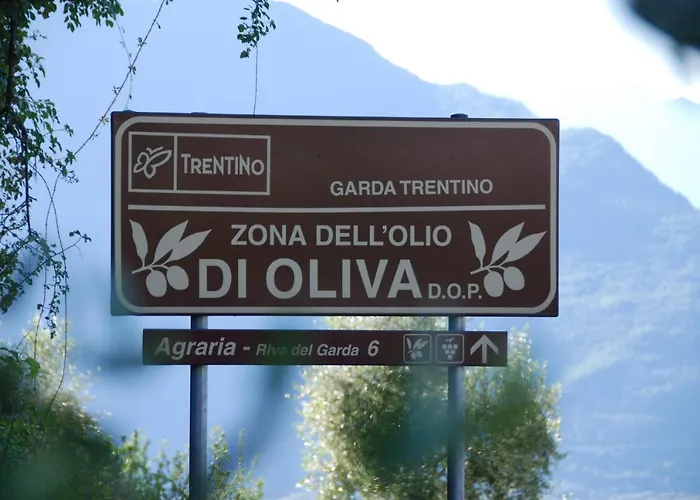 TRENTINO
GARDA TRENTINO
ZONA DELL'OLIO
DI OLIVA D.O.P.
Agraria - Riva del Garda 6